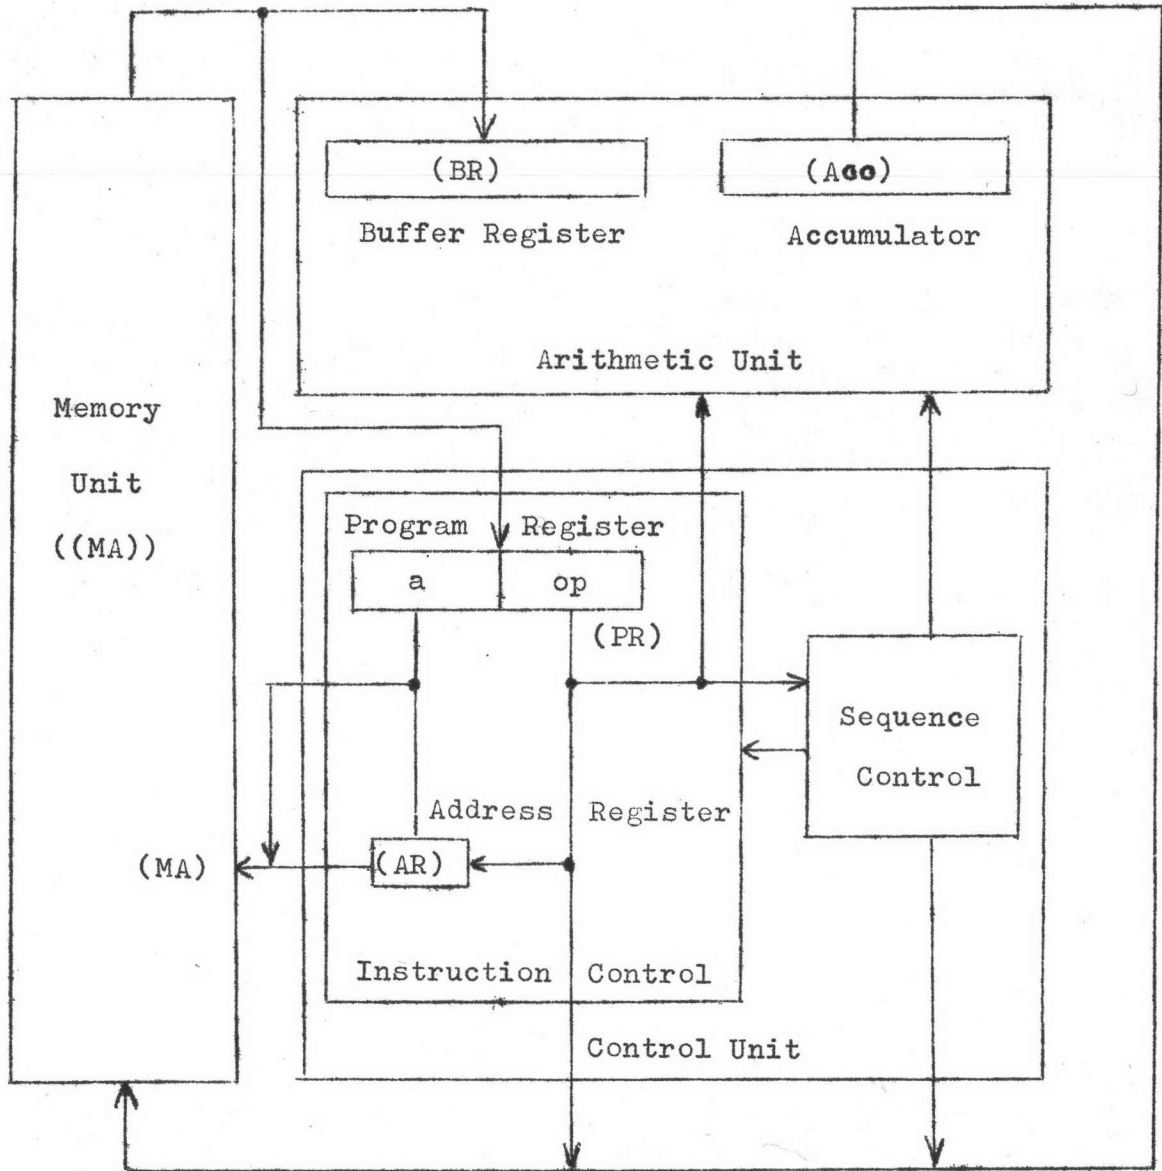 (BR)
(Acc)
Buffer Register
Accumulator
Arithmetic Unit
Memory
Unit
((MA))
Program Register
a
op
(PR)
Sequence
Control
Address Register
(MA)
(AR)
Instruction Control
Control Unit